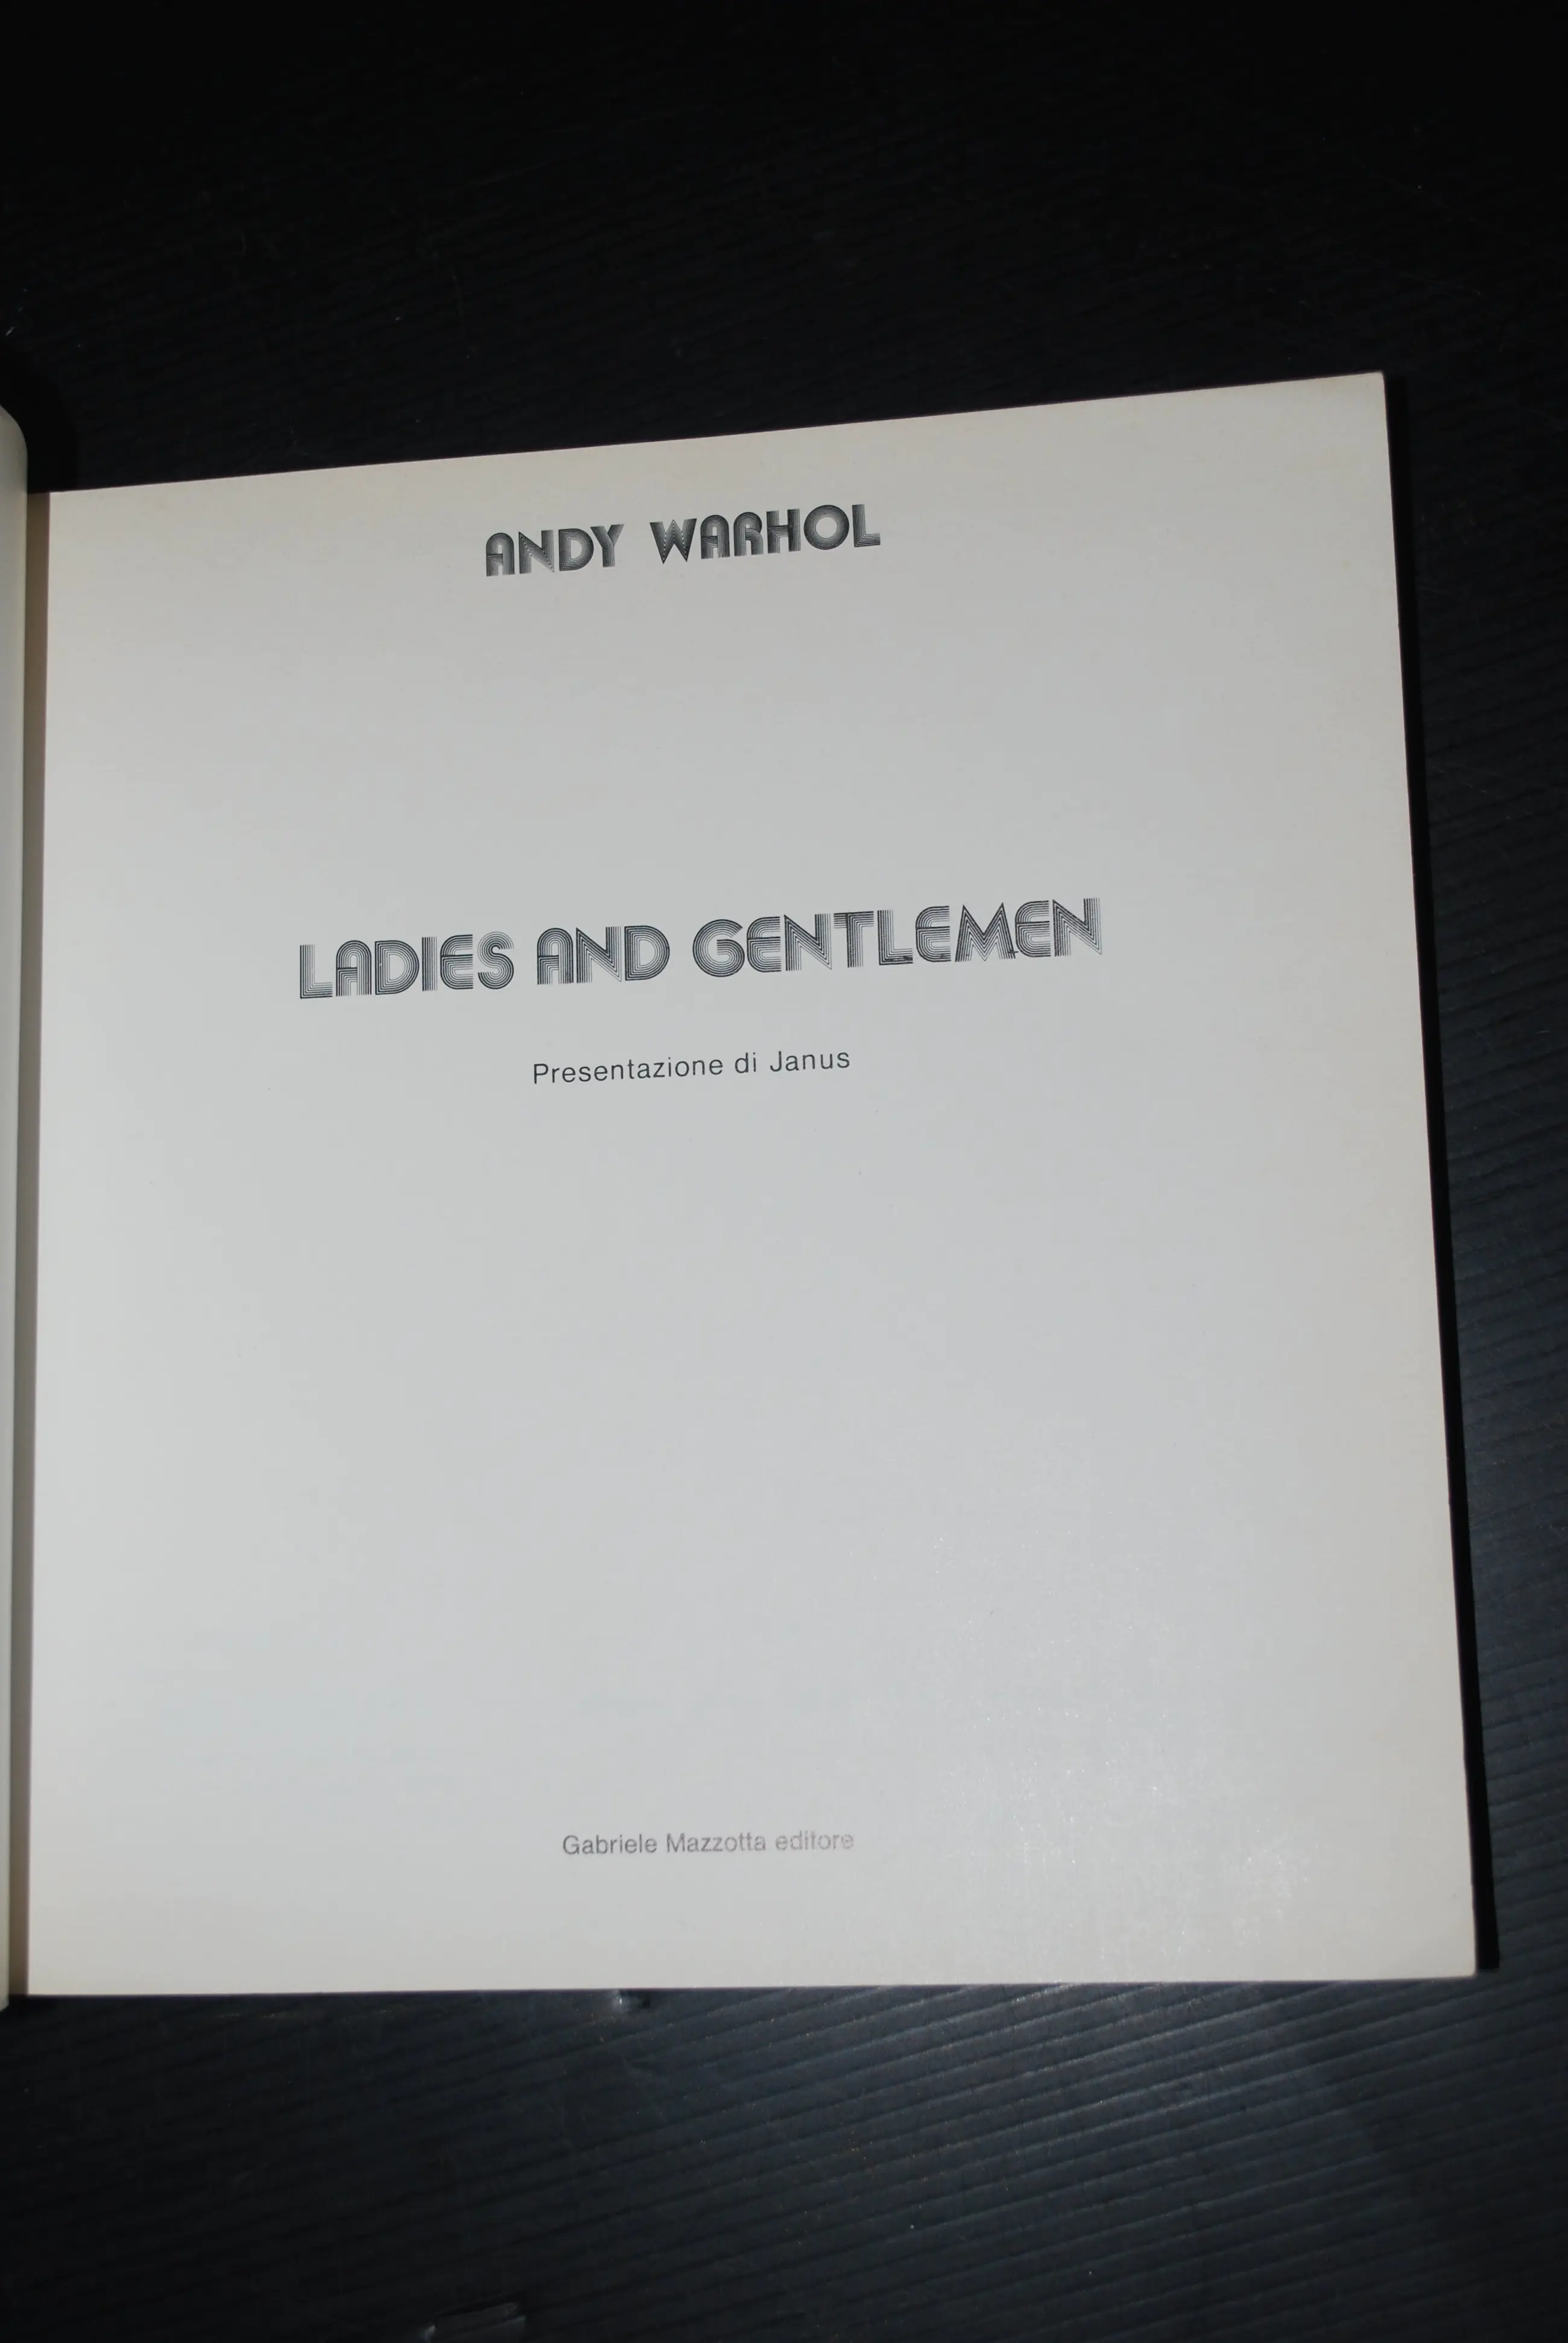 ANDY WARHOL
LADIES AND GENTLEMEN
Presentazione di Janus
Gabriele Mazzotta editore